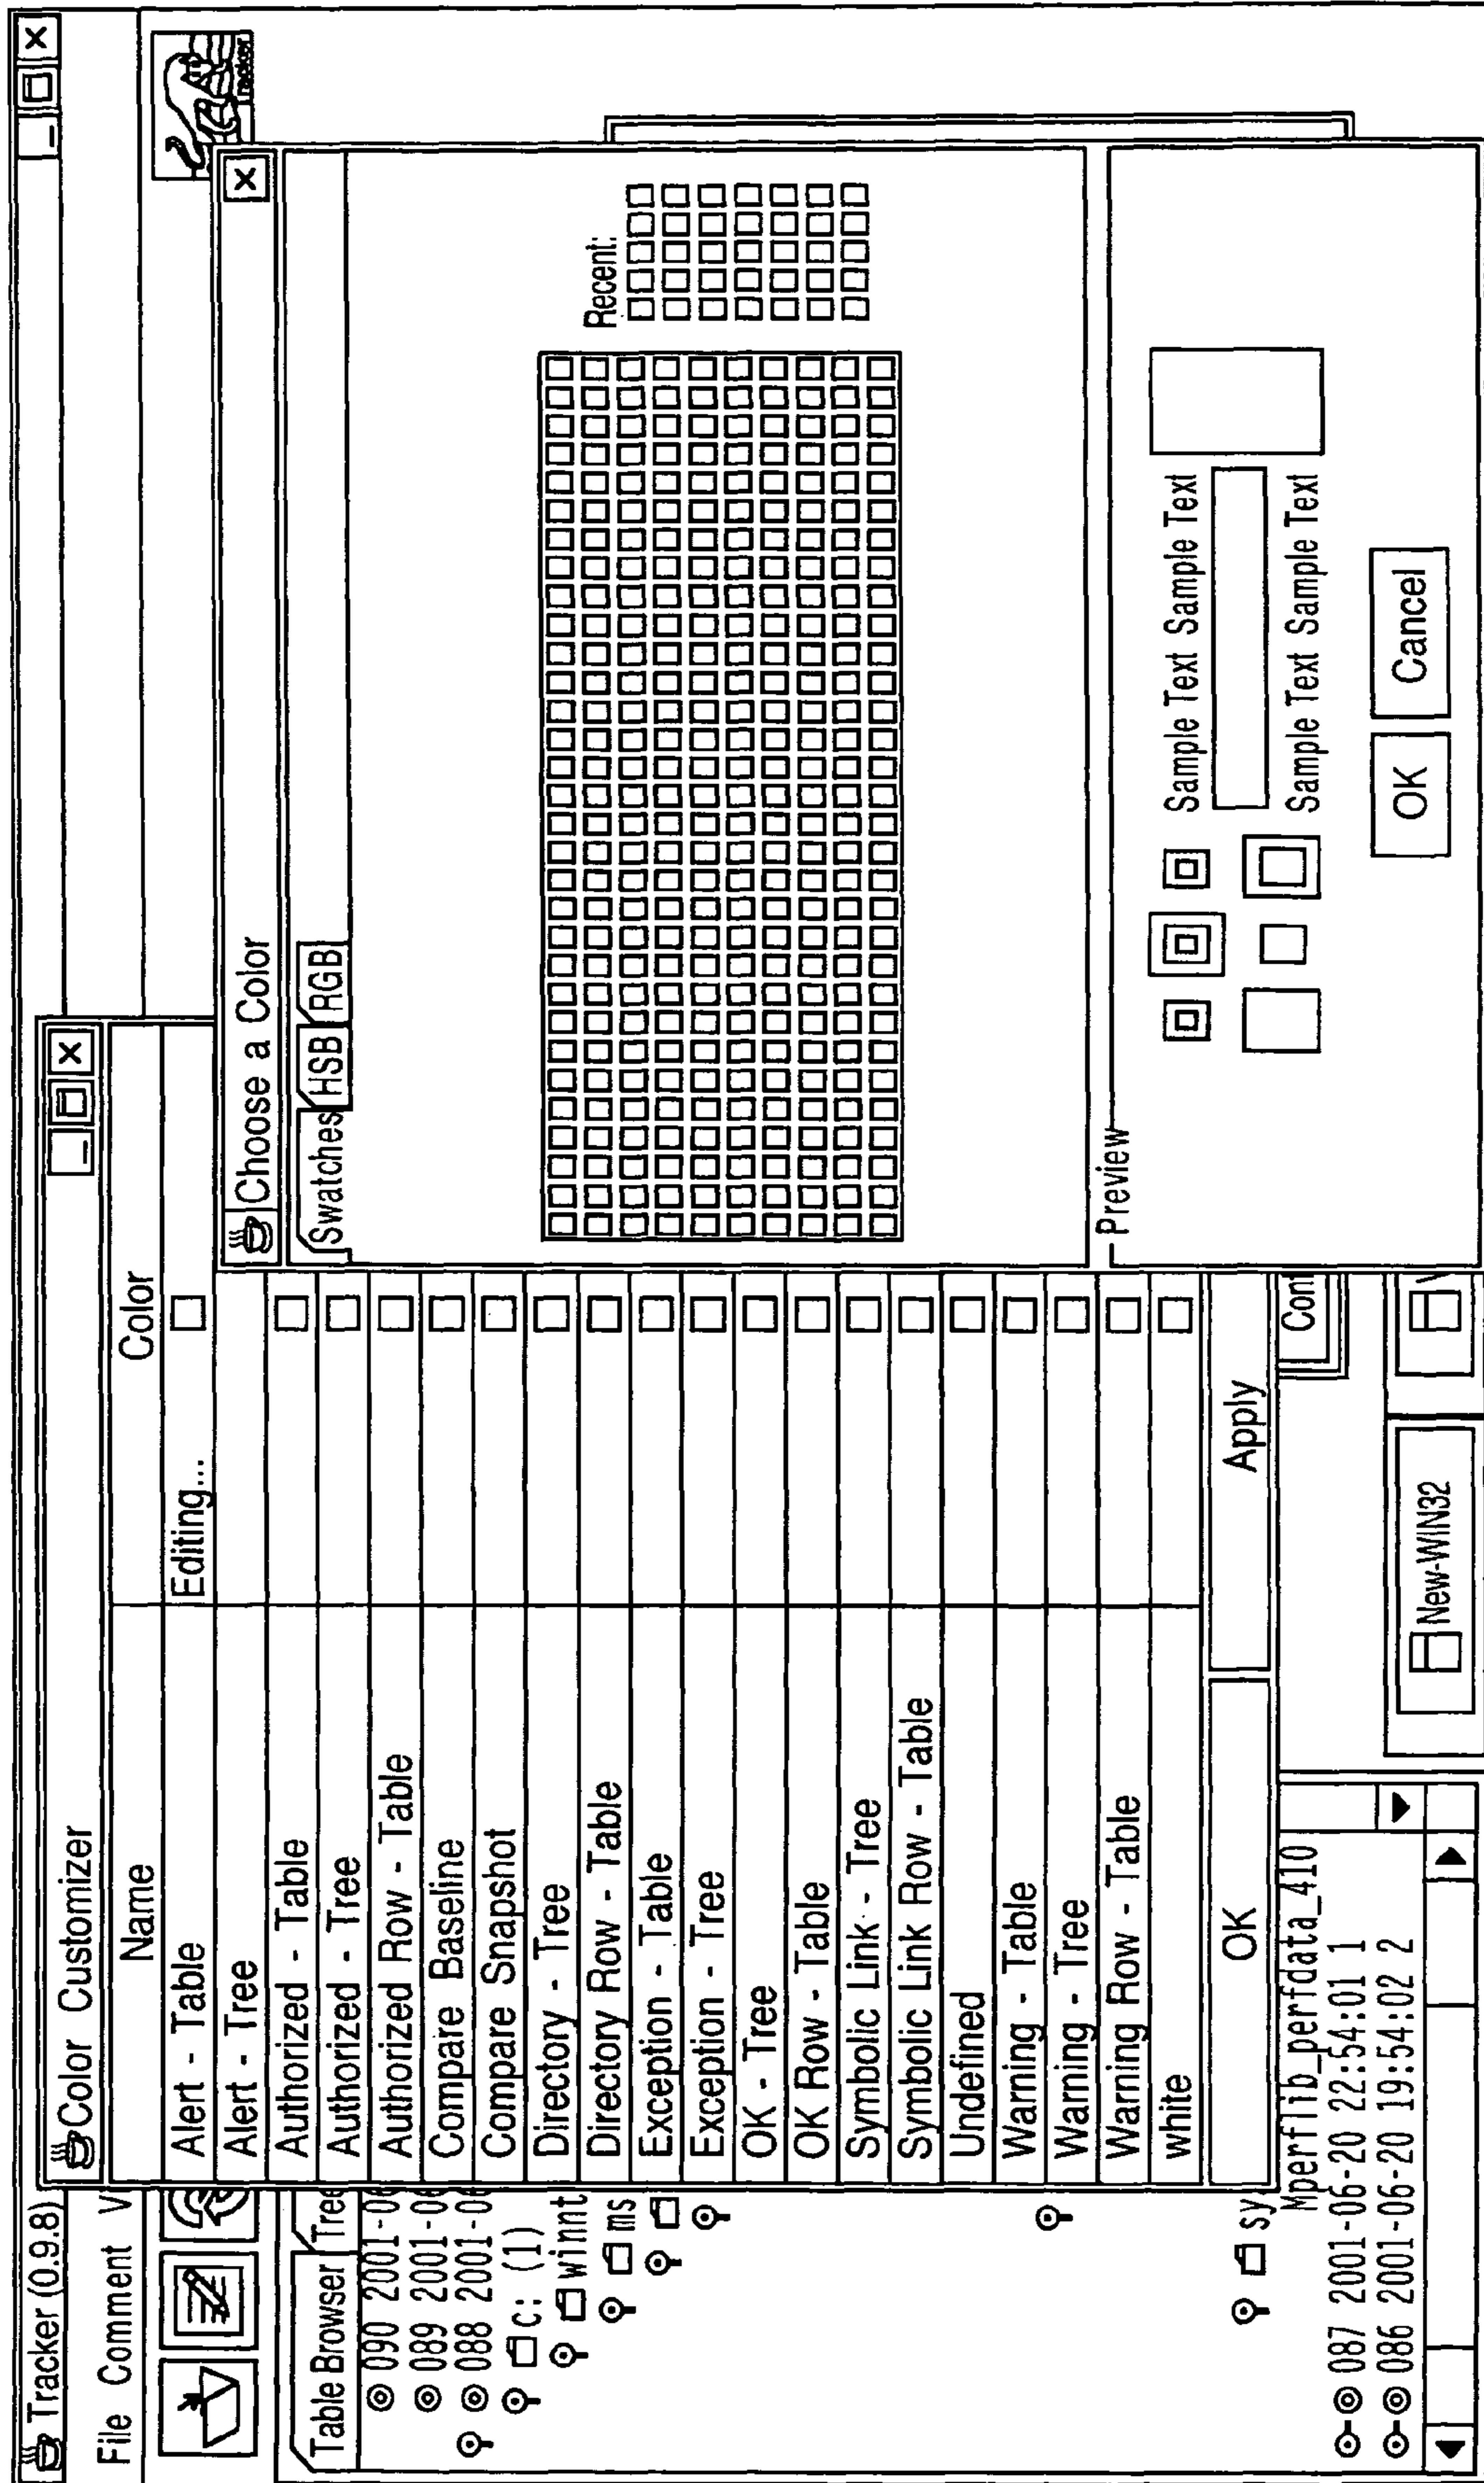 Tracker (0.9.8)
File Comment V
Tracker
Color Customizer
Name Color
Alert - Table Editing...
Alert - Tree
Authorized - Table
Authorized - Tree
Authorized Row - Table
Compare Baseline
Compare Snapshot
Directory - Tree
Directory Row - Table
Exception - Table
Exception - Tree
OK - Tree
OK Row - Table
Symbolic Link - Tree
Symbolic Link Row - Table
Undefined
Warning - Table
Warning - Tree
Warning Row - Table
white
OK Apply
Choose a Color
Swatches HSB RGB
Recent:
Preview
Sample Text Sample Text
Sample Text Sample Text
OK Cancel
Table Browser Tree
090 2001-06
089 2001-06
088 2001-06
c: (1)
winnt
ms
sy
Mperflib_perfdata_410
087 2001-06-20 22:54:01 1
086 2001-06-20 19:54:02 2
Com
New-WIN32